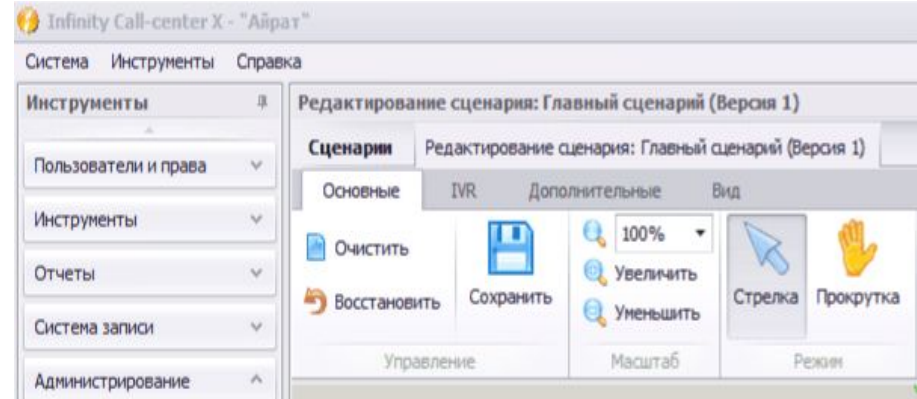 Infinity Call-center X - "Айрат"
Система Инструменты Справка
Инструменты
Пользователи и права
Инструменты
Отчеты
Система записи
Администрирование
Редактирование сценария: Главный сценарий (Версия 1)
Сценарии Редактирование сценария: Главный сценарий (Версия 1)
Основные IVR Дополнительные Вид
Очистить
Восстановить
Сохранить
Управление
100%
Увеличить
Уменьшить
Масштаб
Стрелка Прокрутка
Режим